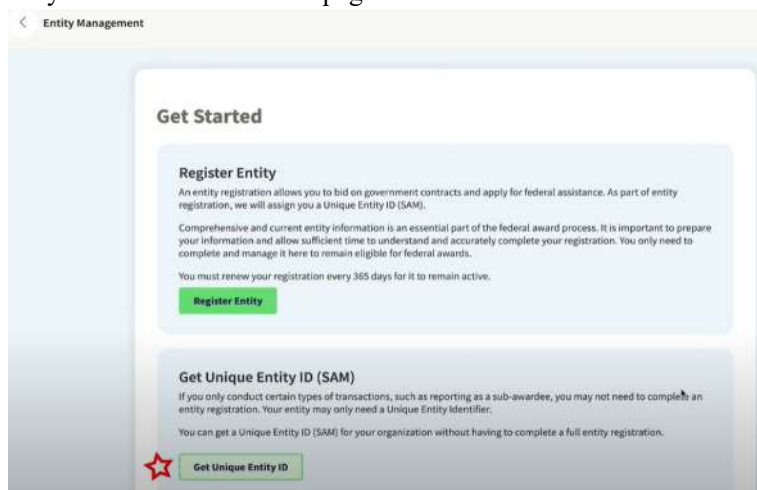 Entity Management
Get Started
Register Entity
An entity registration allows you to bid on government contracts and apply for federal assistance. As part of entity
registration, we will assign you a Unique Entity ID (SAM).
Comprehensive and current entity information is an essential part of the federal award process. It is important to prepare
your information and allow sufficient time to understand and accurately complete your registration. You only need to
complete and manage it here to remain eligible for federal awards.
You must renew your registration every 365 days for it to remain active.
Register Entity
Get Unique Entity ID (SAM)
If you only conduct certain types of transactions, such as reporting as a sub-awardee, you may not need to complete an
entity registration. Your entity may only need a Unique Entity Identifier.
You can get a Unique Entity ID (SAM) for your organization without having to complete a full entity registration.
Get Unique Entity ID